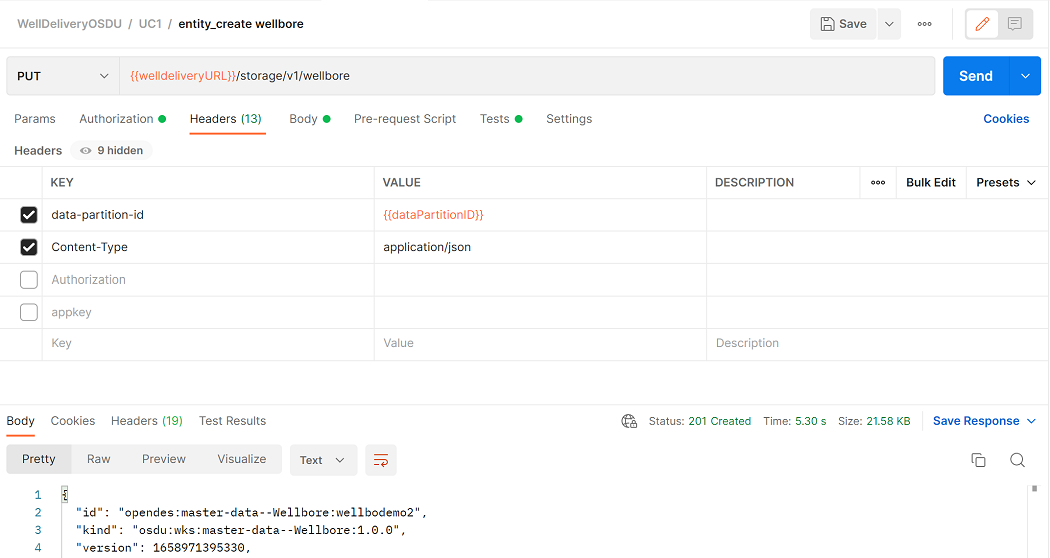 WellDeliveryOSDU / UC1 / entity_create wellbore
Save
PUT {{welldeliveryURL}}/storage/v1/wellbore Send
Params Authorization Headers (13) Body Pre-request Script Tests Settings Cookies
Headers 9 hidden
KEY VALUE DESCRIPTION Bulk Edit Presets
data-partition-id {{dataPartitionID}}
Content-Type application/json
Authorization
appkey
Key Value Description
Body Cookies Headers (19) Test Results Status: 201 Created Time: 5.30 s Size: 21.58 KB Save Response
Pretty Raw Preview Visualize Text
1 {
2 "id": "opendes:master-data--Wellbore:wellbodemo2",
3 "kind": "osdu:wks:master-data--Wellbore:1.0.0",
4 "version": 1658971395330,